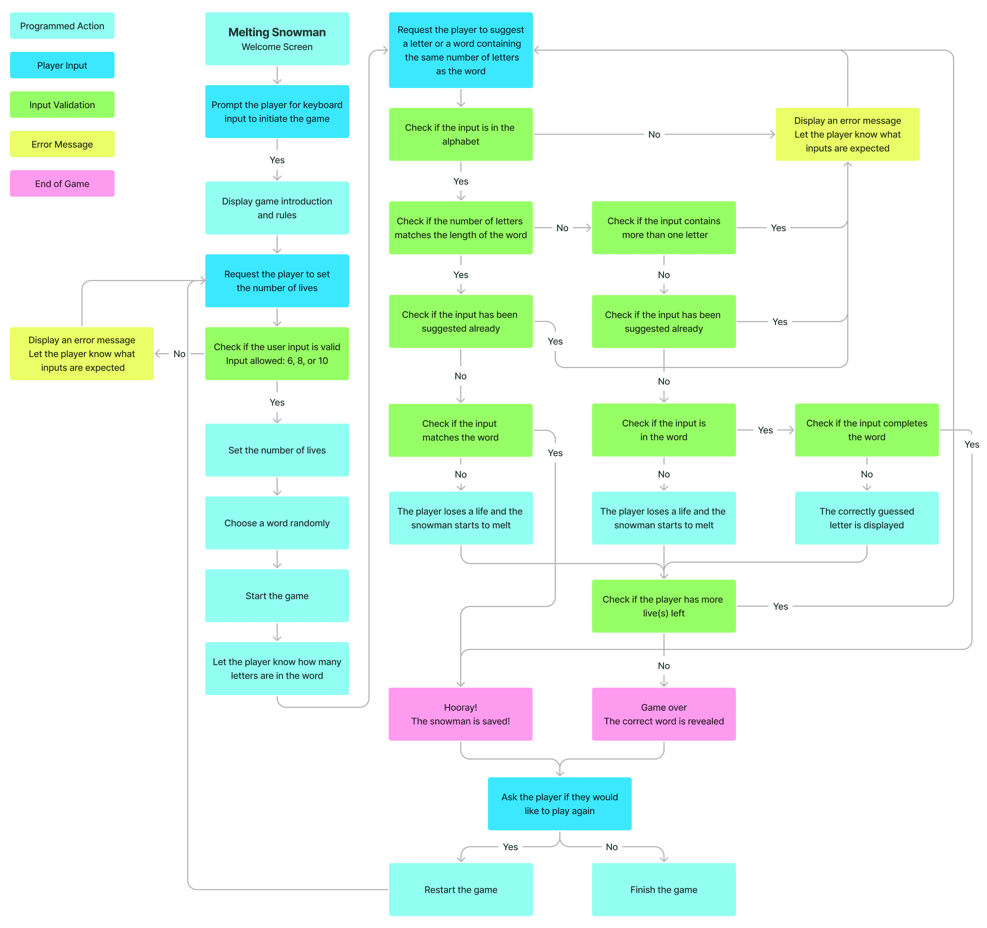 Programmed Action
Player Input
Input Validation
Error Message
End of Game
Melting Snowman
Welcome Screen
Prompt the player for keyboard
input to initiate the game
Yes
Display game introduction
and rules
Request the player to set
the number of lives
Display an error message
Let the player know what
inputs are expected
No
Check if the user input is valid
Input allowed: 6, 8, or 10
Yes
Set the number of lives
Choose a word randomly
Start the game
Let the player know how many
letters are in the word
Request the player to suggest
a letter or a word containing
the same number of letters
as the word
Check if the input is in the
alphabet
No
Display an error message
Let the player know what
inputs are expected
Yes
Check if the number of letters
matches the length of the word
No
Check if the input contains
more than one letter
Yes
Yes
No
Check if the input has been
suggested already
Yes
Check if the input has been
suggested already
Yes
No
No
Check if the input
matches the word
Yes
Check if the input is
in the word
Yes
Check if the input completes
the word
Yes
No
No
No
The player loses a life and the
snowman starts to melt
The player loses a life and the
snowman starts to melt
The correctly guessed
letter is displayed
Check if the player has more
live(s) left
Yes
No
Hooray!
The snowman is saved!
Game over
The correct word is revealed
Ask the player if they would
like to play again
Yes
No
Restart the game
Finish the game